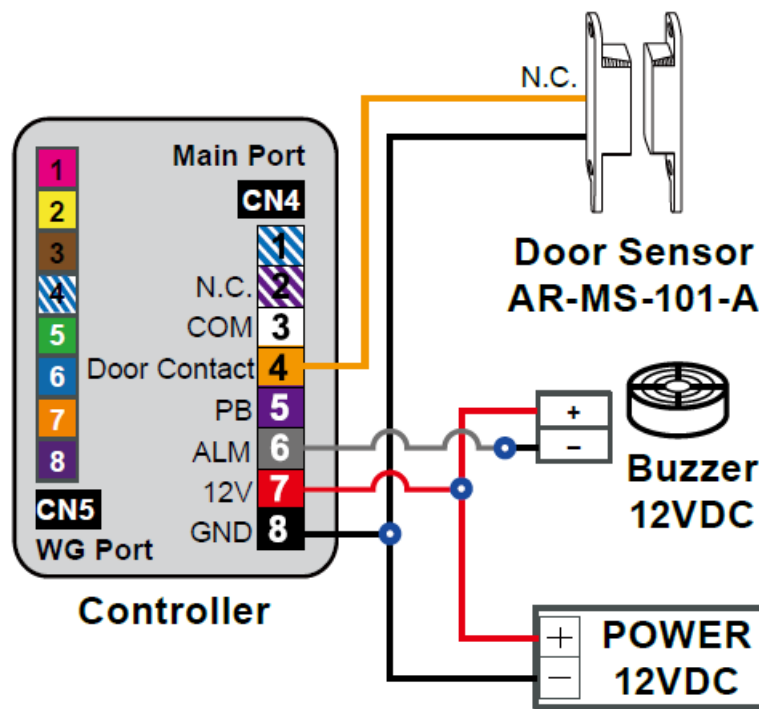 N.C.
Door Sensor
AR-MS-101-A
Main Port
CN4
1
2
3
4
5
6
7
8
CN5
WG Port
1
N.C. 2
COM 3
Door Contact 4
PB 5
ALM 6
12V 7
GND 8
Controller
+
−
Buzzer
12VDC
+ POWER
− 12VDC